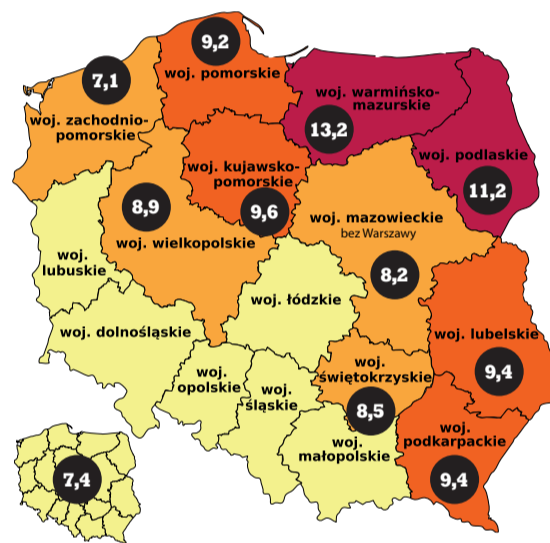 9,2
woj. pomorskie
7,1
woj. zachodnio-
pomorskie
woj. warmińsko-
mazurskie
13,2
woj. podlaskie
11,2
woj. kujawsko-
pomorskie
9,6
8,9
woj. wielkopolskie
woj. mazowieckie
bez Warszawy
8,2
woj.
lubuskie
woj. łódzkie
woj. dolnośląskie
woj. lubelskie
9,4
woj.
opolskie
woj.
śląskie
woj.
świętokrzyskie
8,5
woj.
małopolskie
woj.
podkarpackie
9,4
7,4